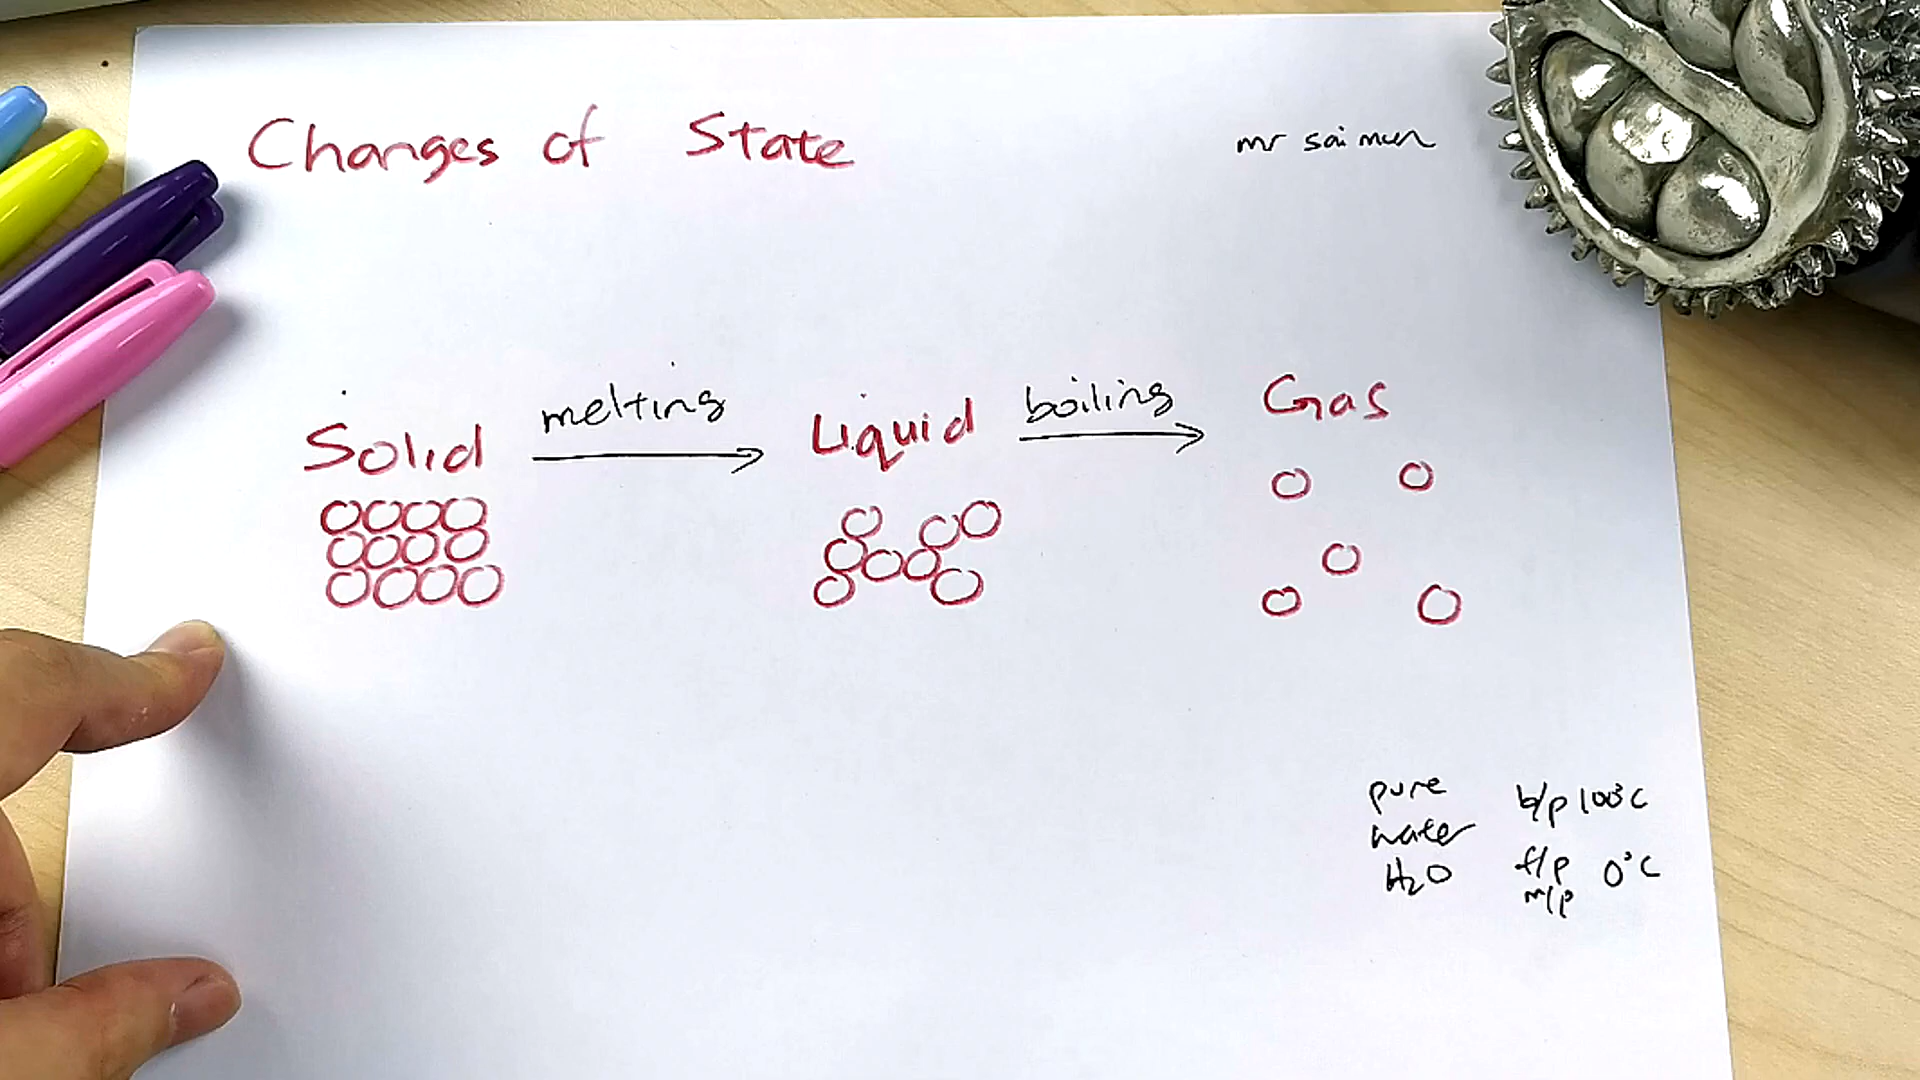 Changes of State
mr sai mun
Solid melting Liquid boiling Gas
pure b/p 100°C
water
H2O f/p 0°C
m/p